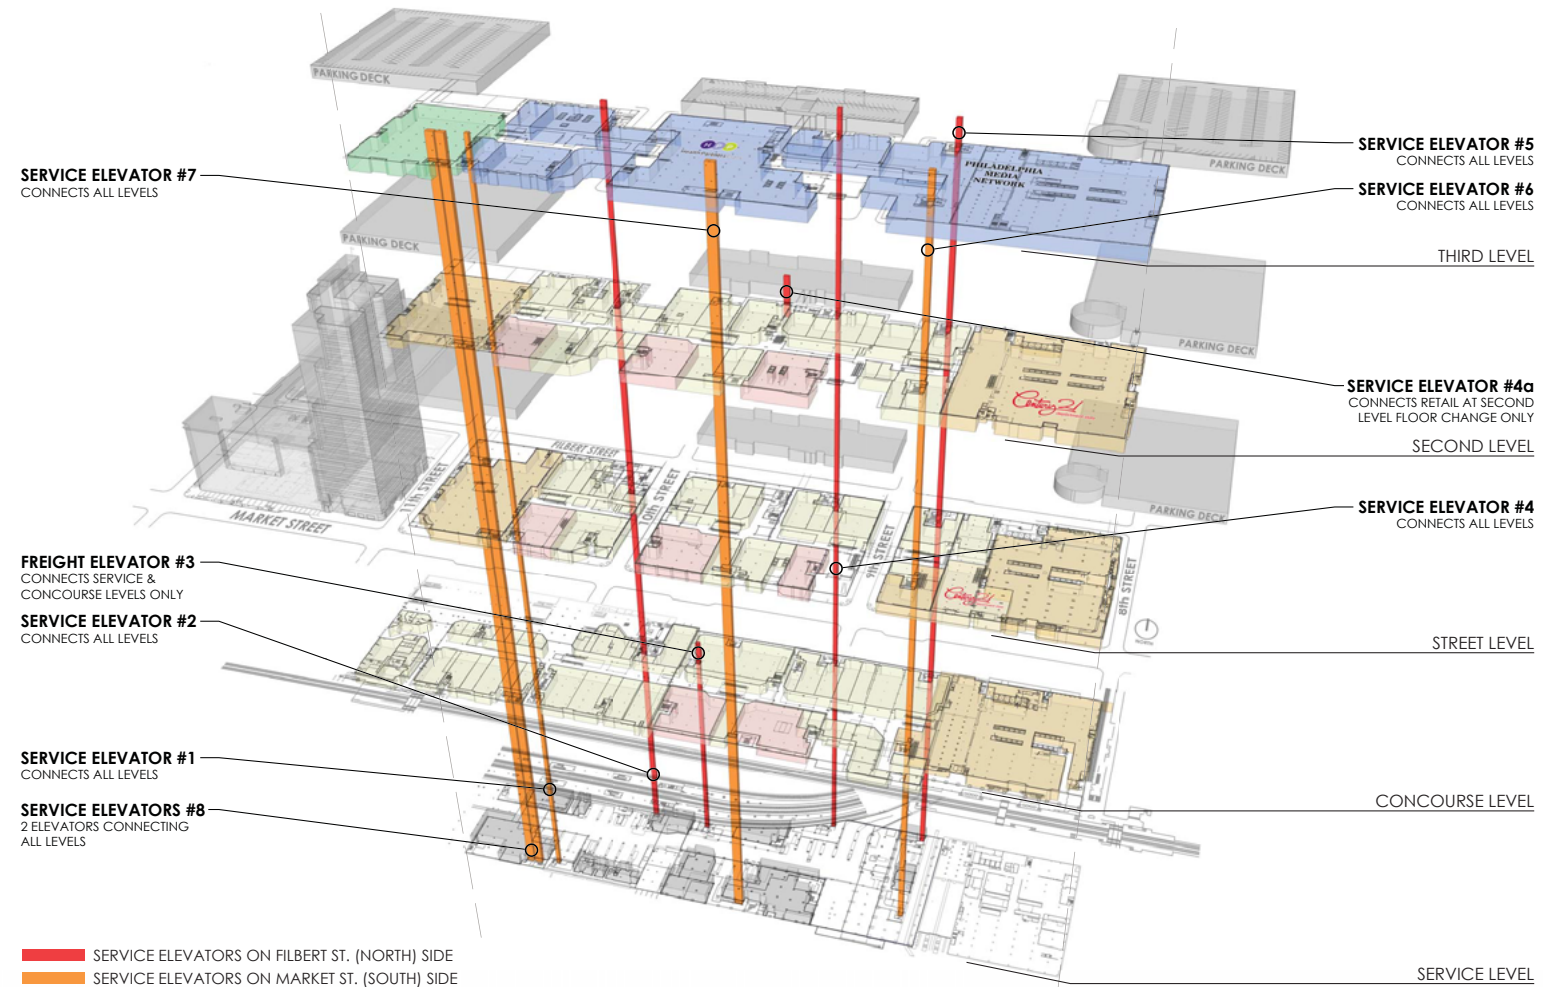 PARKING DECK
SERVICE ELEVATOR #5
CONNECTS ALL LEVELS
PARKING DECK
PHILADELPHIA
MEDIA
NETWORK
SERVICE ELEVATOR #7
CONNECTS ALL LEVELS
SERVICE ELEVATOR #6
CONNECTS ALL LEVELS
PARKING DECK
THIRD LEVEL
PARKING DECK
SERVICE ELEVATOR #4a
CONNECTS RETAIL AT SECOND
LEVEL FLOOR CHANGE ONLY
Century 21
SECOND LEVEL
FILBERT STREET
11th STREET
10th STREET
MARKET STREET
PARKING DECK
SERVICE ELEVATOR #4
CONNECTS ALL LEVELS
9th STREET
8th STREET
Century 21
NORTH
STREET LEVEL
FREIGHT ELEVATOR #3
CONNECTS SERVICE &
CONCOURSE LEVELS ONLY
SERVICE ELEVATOR #2
CONNECTS ALL LEVELS
SERVICE ELEVATOR #1
CONNECTS ALL LEVELS
CONCOURSE LEVEL
SERVICE ELEVATORS #8
2 ELEVATORS CONNECTING
ALL LEVELS
SERVICE ELEVATORS ON FILBERT ST. (NORTH) SIDE
SERVICE ELEVATORS ON MARKET ST. (SOUTH) SIDE
SERVICE LEVEL